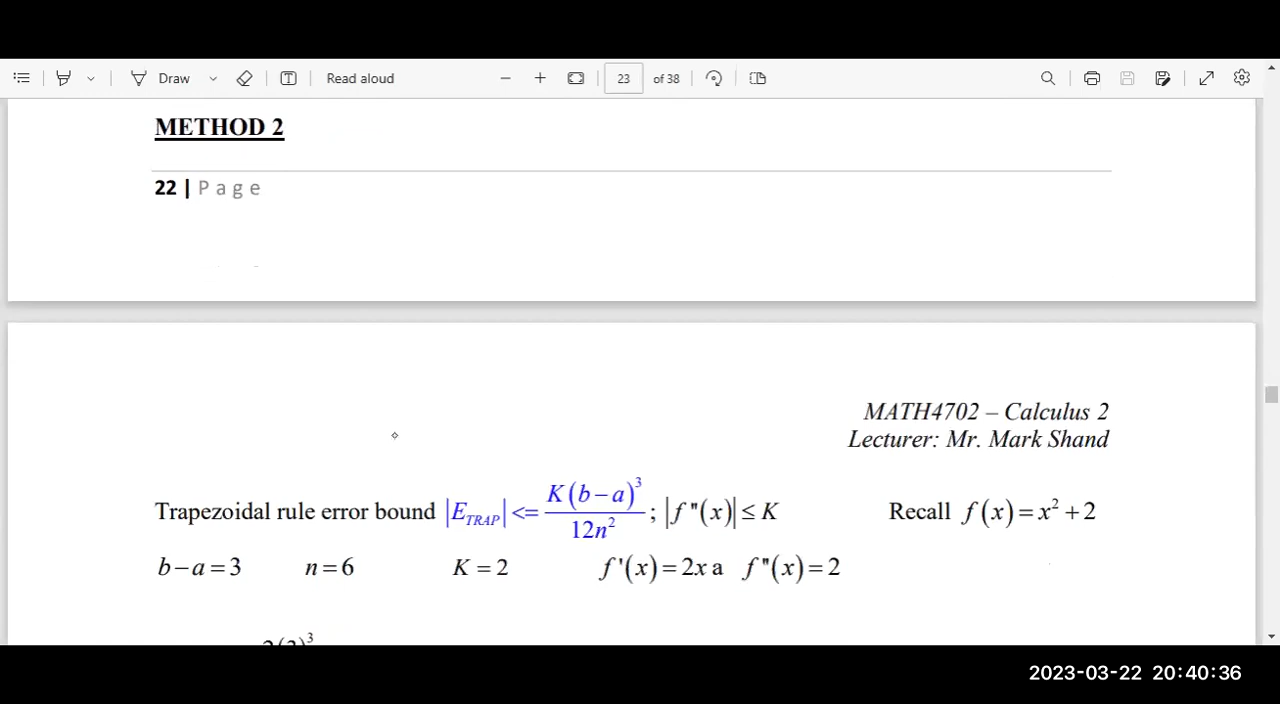 Draw
Read aloud
23 of 38
METHOD 2
22 | Page
MATH4702 – Calculus 2
Lecturer: Mr. Mark Shand
Trapezoidal rule error bound |E_TRAP| <= K(b−a)^3 / 12n^2 ; |f "(x)| ≤ K Recall f(x) = x^2 + 2
b−a = 3 n = 6 K = 2 f '(x) = 2x a f "(x) = 2
2023-03-22 20:40:36